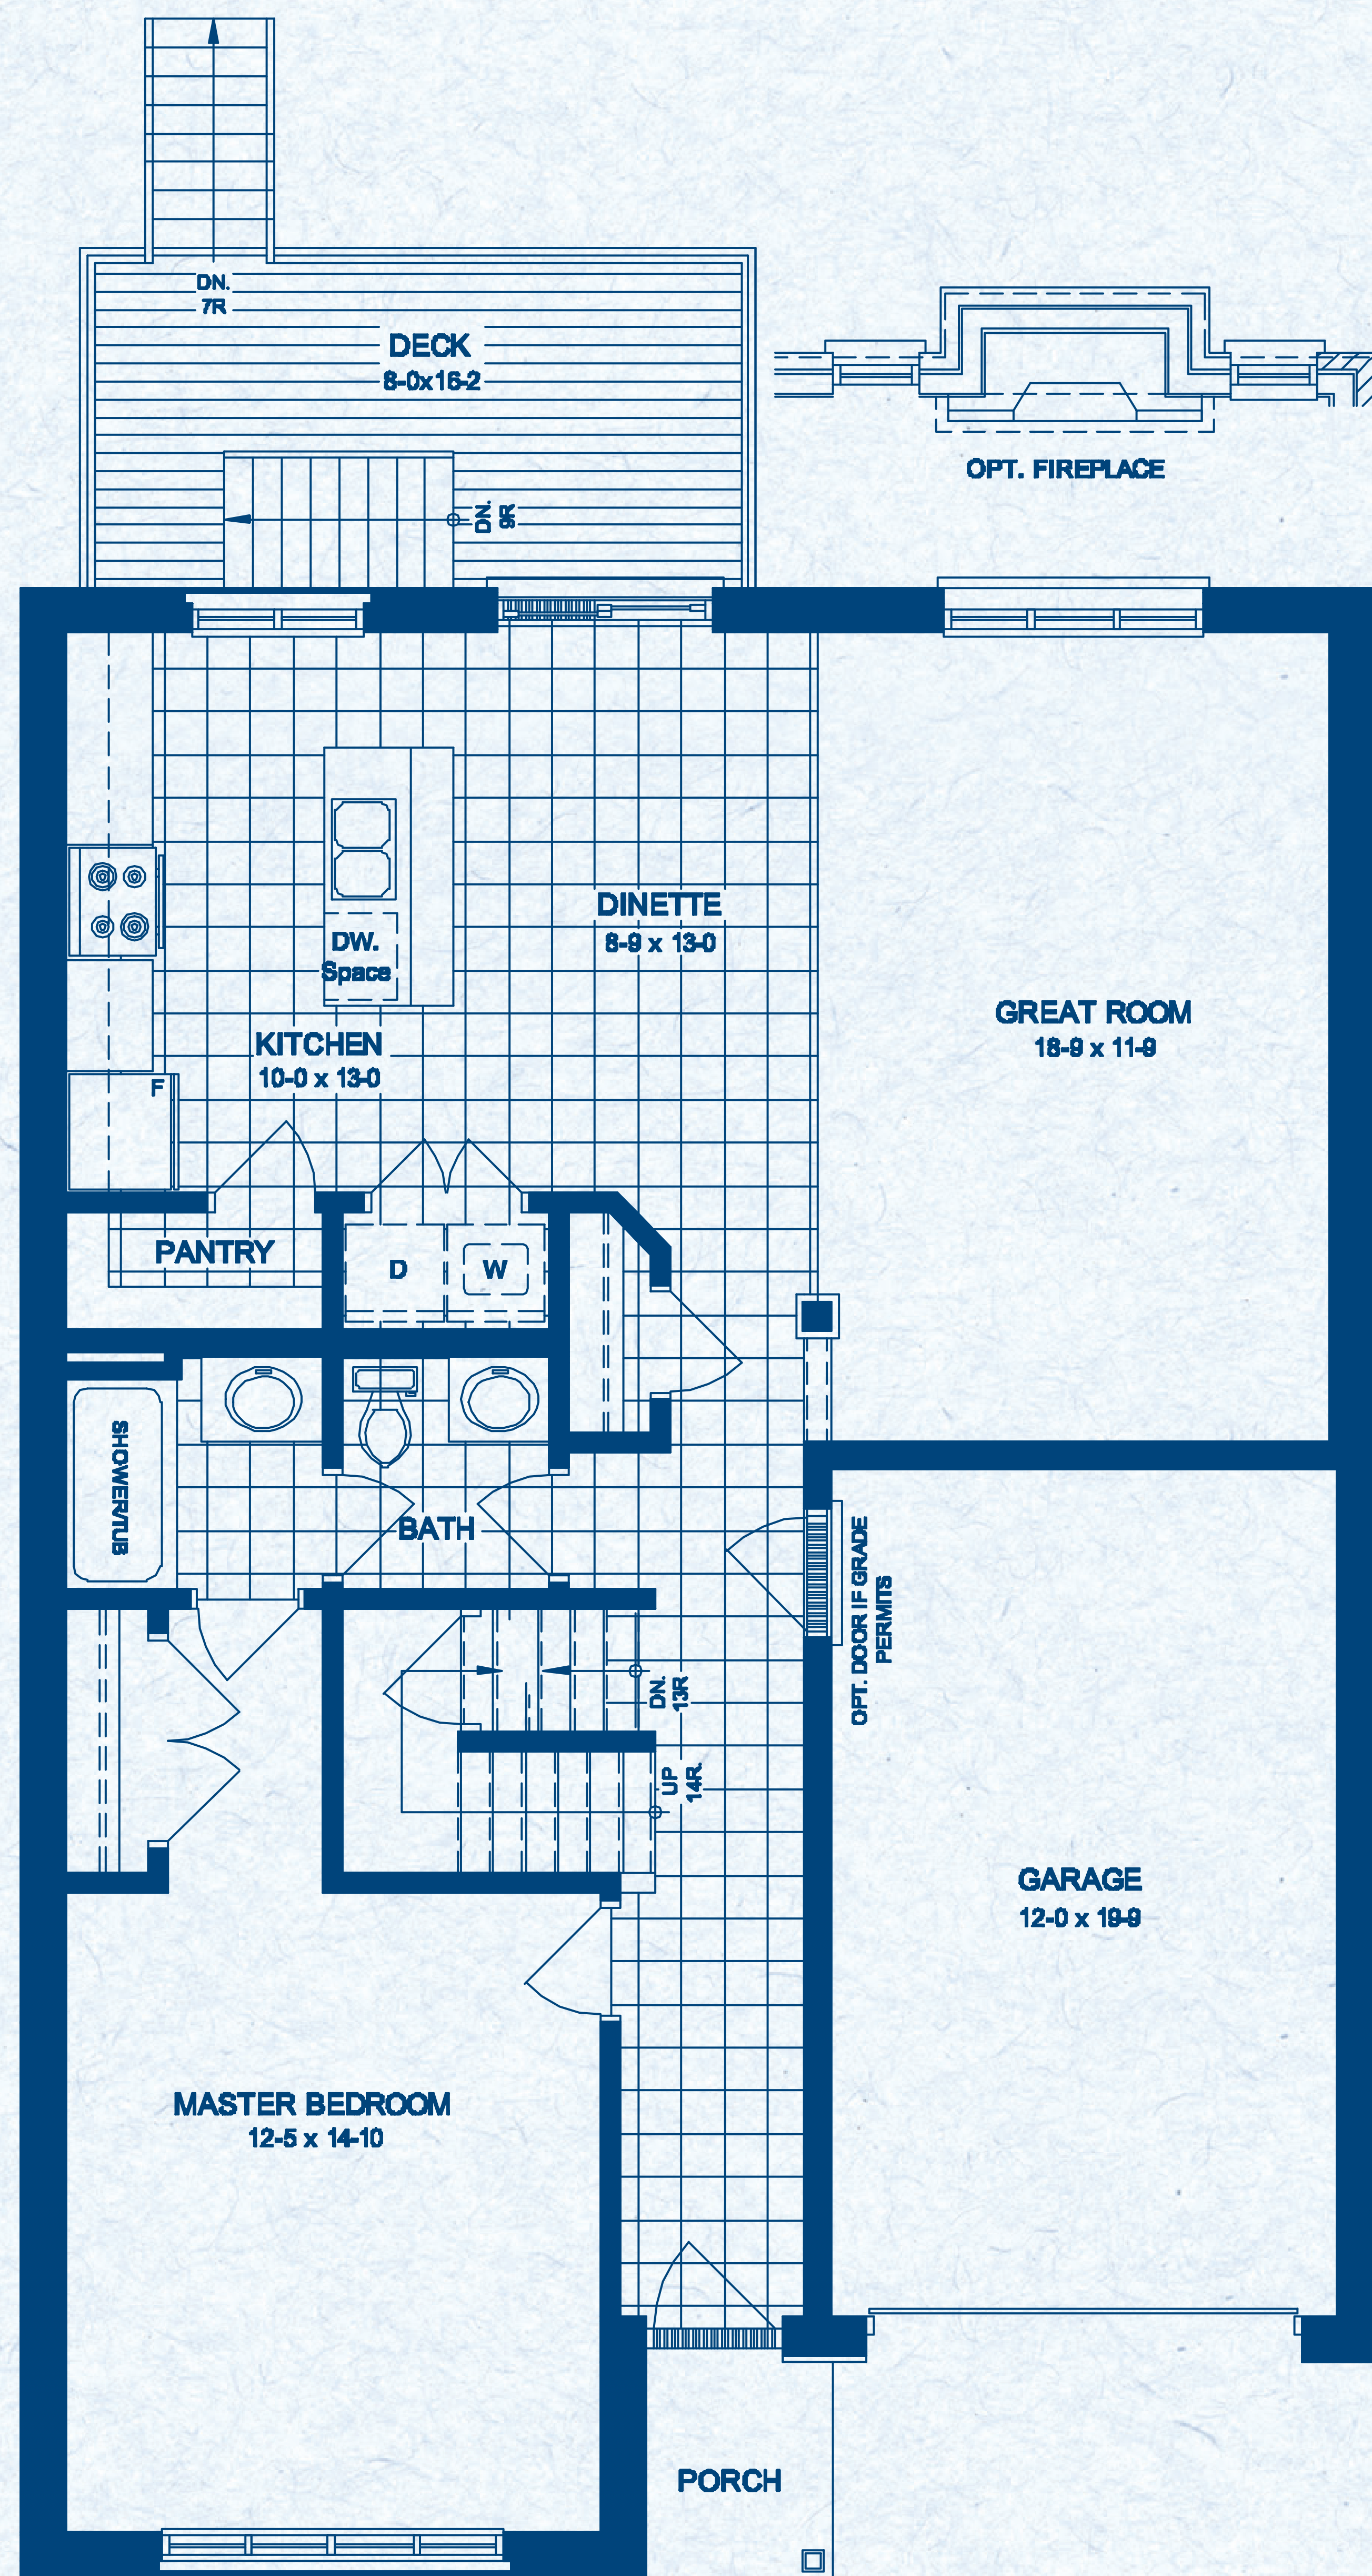 DN.
7R
DECK
8-0x16-2
OPT. FIREPLACE
DN.
9R
DINETTE
8-9 x 13-0
DW.
Space
GREAT ROOM
18-9 x 11-9
KITCHEN
10-0 x 13-0
F
PANTRY
D
W
SHOWER/TUB
BATH
OPT. DOOR IF GRADE
PERMITS
DN.
13R
UP
14R.
GARAGE
12-0 x 19-9
MASTER BEDROOM
12-5 x 14-10
PORCH